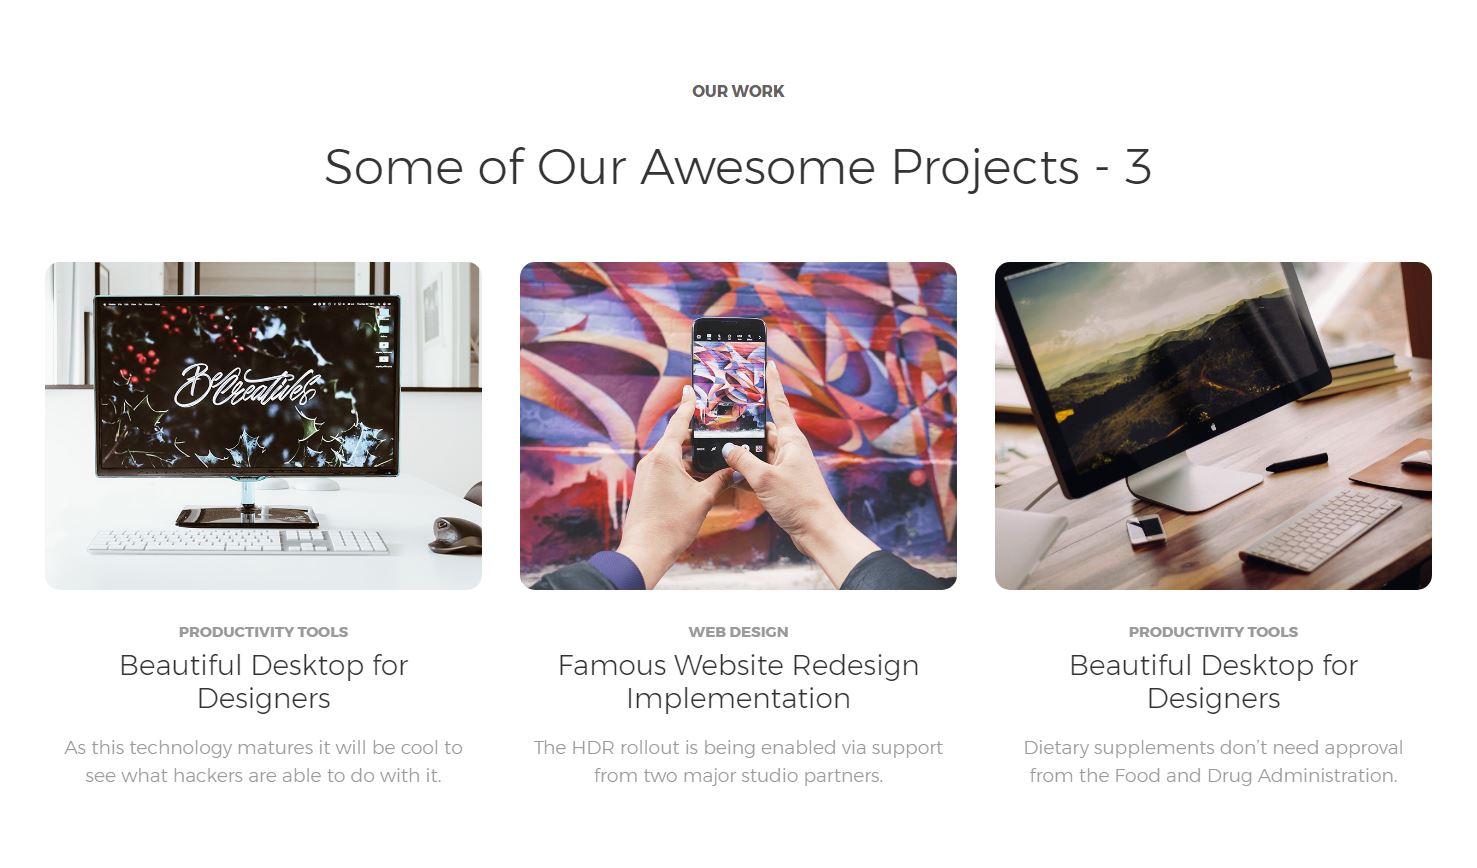 OUR WORK
Some of Our Awesome Projects - 3
Be Creatives
PRODUCTIVITY TOOLS
Beautiful Desktop for
Designers
As this technology matures it will be cool to
see what hackers are able to do with it.
WEB DESIGN
Famous Website Redesign
Implementation
The HDR rollout is being enabled via support
from two major studio partners.
PRODUCTIVITY TOOLS
Beautiful Desktop for
Designers
Dietary supplements don’t need approval
from the Food and Drug Administration.